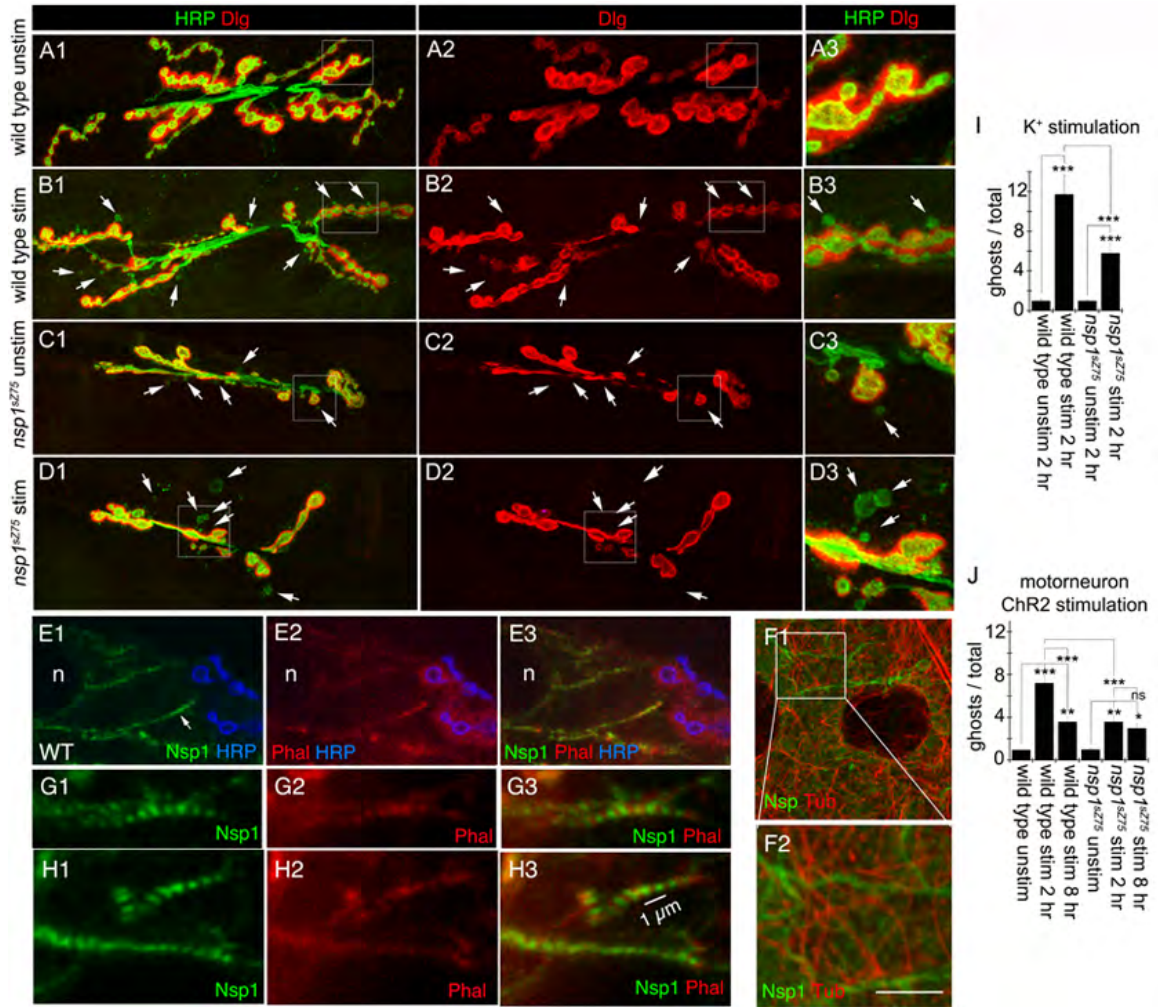 HRP Dlg
Dlg
HRP Dlg
wild type unstim
A1
A2
A3
wild type stim
B1
B2
B3
nsp1sZ75 unstim
C1
C2
C3
nsp1sZ75 stim
D1
D2
D3
E1
n
WT
Nsp1 HRP
E2
n
Phal HRP
E3
n
Nsp1 Phal HRP
F1
Nsp Tub
G1
Nsp1
G2
Phal
G3
Nsp1 Phal
H1
Nsp1
H2
Phal
H3
1 µm
Nsp1 Phal
F2
Nsp1 Tub
I
K+ stimulation
ghosts / total
12
8
4
0
***
***
***
wild type unstim 2 hr
wild type stim 2 hr
nsp1sZ75 unstim 2 hr
nsp1sZ75 stim 2 hr
J
motorneuron
ChR2 stimulation
ghosts / total
12
8
4
0
***
***
**
***
**
ns
*
wild type unstim
wild type stim 2 hr
wild type stim 8 hr
nsp1sZ75 unstim
nsp1sZ75 stim 2 hr
nsp1sZ75 stim 8 hr